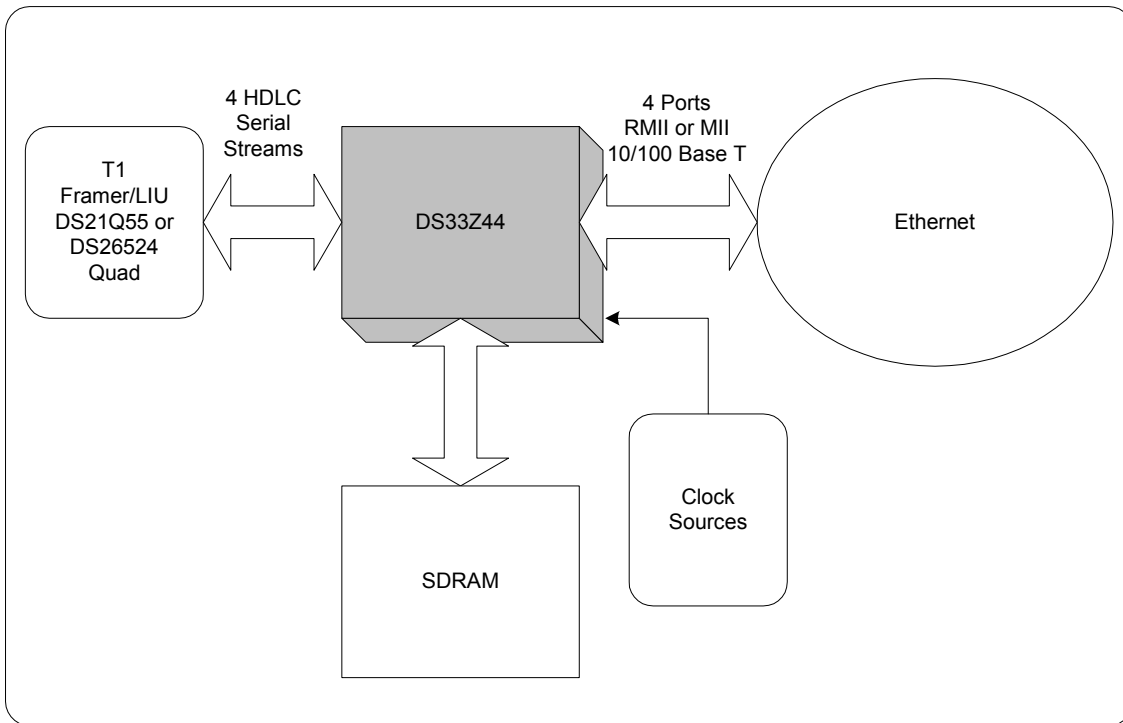 4 HDLC
Serial
Streams
4 Ports
RMII or MII
10/100 Base T
T1
Framer/LIU
DS21Q55 or
DS26524
Quad
DS33Z44
Ethernet
Clock
Sources
SDRAM